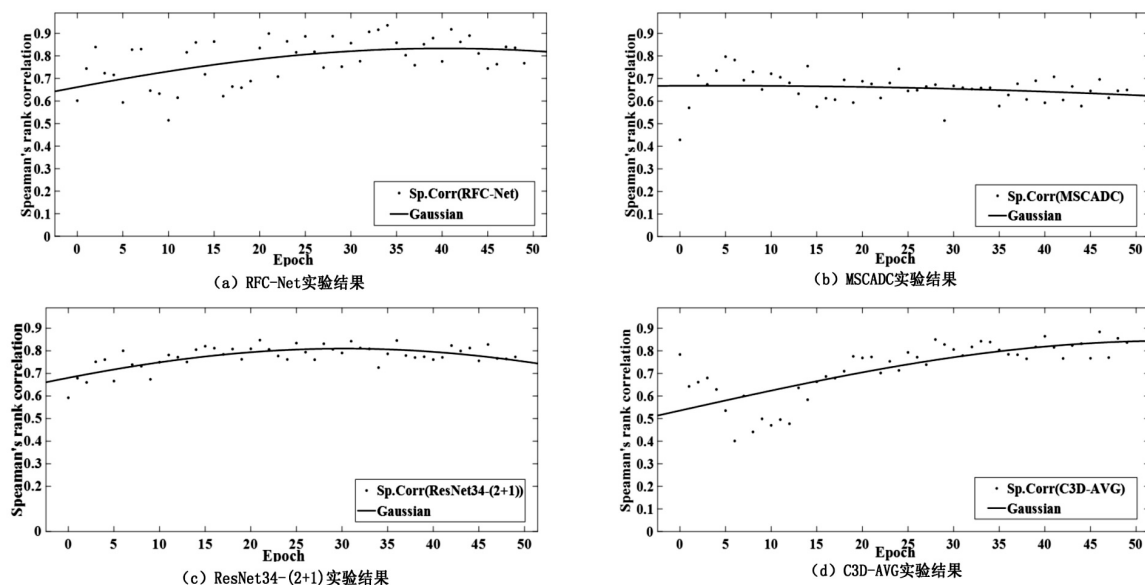 Speaman's rank correlation
0.9
0.8
0.7
0.6
0.5
0.4
0.3
0.2
0.1
0
Sp.Corr(RFC-Net)
Gaussian
0 5 10 15 20 25 30 35 40 45 50
Epoch
(a) RFC-Net实验结果
Speaman's rank correlation
0.9
0.8
0.7
0.6
0.5
0.4
0.3
0.2
0.1
0
Sp.Corr(MSCADC)
Gaussian
0 5 10 15 20 25 30 35 40 45 50
Epoch
(b) MSCADC实验结果
Speaman's rank correlation
0.9
0.8
0.7
0.6
0.5
0.4
0.3
0.2
0.1
0
Sp.Corr(ResNet34-(2+1))
Gaussian
0 5 10 15 20 25 30 35 40 45 50
Epoch
(c) ResNet34-(2+1)实验结果
Speaman's rank correlation
0.9
0.8
0.7
0.6
0.5
0.4
0.3
0.2
0.1
0
Sp.Corr(C3D-AVG)
Gaussian
0 5 10 15 20 25 30 35 40 45 50
Epoch
(d) C3D-AVG实验结果